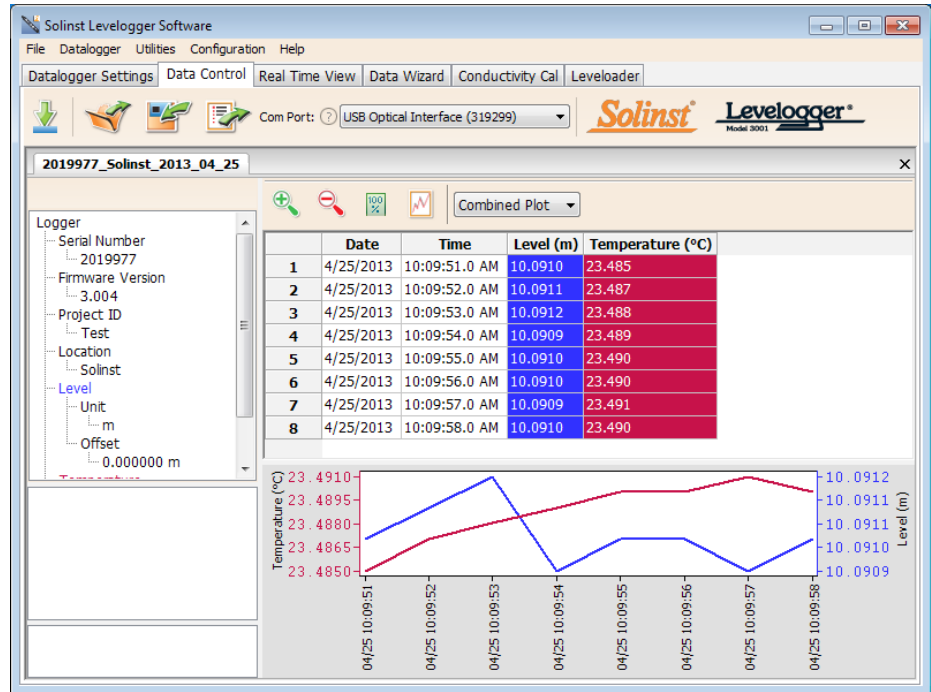 Solinst Levelogger Software
File Datalogger Utilities Configuration Help
Datalogger Settings Data Control Real Time View Data Wizard Conductivity Cal Leveloader
Com Port: ? USB Optical Interface (319299) Solinst Levelogger
Model 3001
2019977_Solinst_2013_04_25
100 % Combined Plot
Logger
Serial Number
2019977
Firmware Version
3.004
Project ID
Test
Location
Solinst
Level
Unit
m
Offset
0.000000 m
Temperature
Date Time Level (m) Temperature (°C)
1 4/25/2013 10:09:51.0 AM 10.0910 23.485
2 4/25/2013 10:09:52.0 AM 10.0911 23.487
3 4/25/2013 10:09:53.0 AM 10.0912 23.488
4 4/25/2013 10:09:54.0 AM 10.0909 23.489
5 4/25/2013 10:09:55.0 AM 10.0910 23.490
6 4/25/2013 10:09:56.0 AM 10.0910 23.490
7 4/25/2013 10:09:57.0 AM 10.0909 23.491
8 4/25/2013 10:09:58.0 AM 10.0910 23.490
Temperature (°C)
23.4910
23.4895
23.4880
23.4865
23.4850
10.0912
10.0911
10.0911
10.0910
10.0909
Level (m)
04/25 10:09:51
04/25 10:09:52
04/25 10:09:53
04/25 10:09:54
04/25 10:09:55
04/25 10:09:56
04/25 10:09:57
04/25 10:09:58